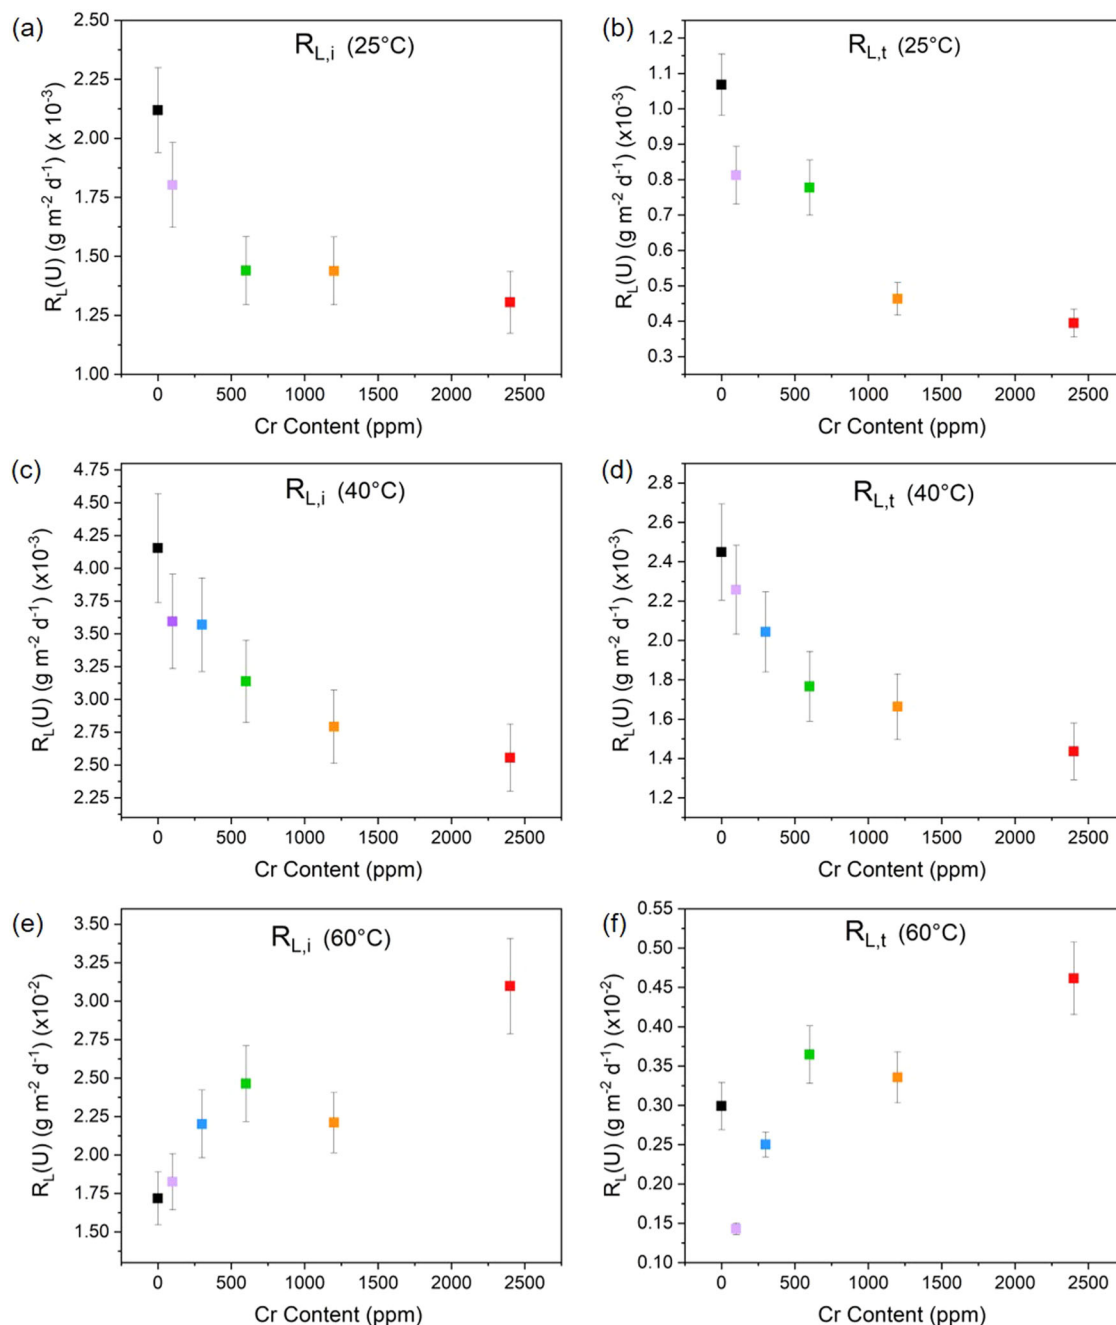 (a)
R_L,i (25°C)
R_L(U) (g m⁻² d⁻¹) (x 10⁻³)
2.50
2.25
2.00
1.75
1.50
1.25
1.00
0 500 1000 1500 2000 2500
Cr Content (ppm)
(b)
R_L,t (25°C)
R_L(U) (g m⁻² d⁻¹) (x10⁻³)
1.2
1.1
1.0
0.9
0.8
0.7
0.6
0.5
0.4
0.3
0 500 1000 1500 2000 2500
Cr Content (ppm)
(c)
R_L,i (40°C)
R_L(U) (g m⁻² d⁻¹) (x10⁻³)
4.75
4.50
4.25
4.00
3.75
3.50
3.25
3.00
2.75
2.50
2.25
0 500 1000 1500 2000 2500
Cr Content (ppm)
(d)
R_L,t (40°C)
R_L(U) (g m⁻² d⁻¹) (x10⁻³)
2.8
2.6
2.4
2.2
2.0
1.8
1.6
1.4
1.2
0 500 1000 1500 2000 2500
Cr Content (ppm)
(e)
R_L,i (60°C)
R_L(U) (g m⁻² d⁻¹) (x10⁻²)
3.50
3.25
3.00
2.75
2.50
2.25
2.00
1.75
1.50
0 500 1000 1500 2000 2500
Cr Content (ppm)
(f)
R_L,t (60°C)
R_L(U) (g m⁻² d⁻¹) (x10⁻²)
0.55
0.50
0.45
0.40
0.35
0.30
0.25
0.20
0.15
0.10
0 500 1000 1500 2000 2500
Cr Content (ppm)